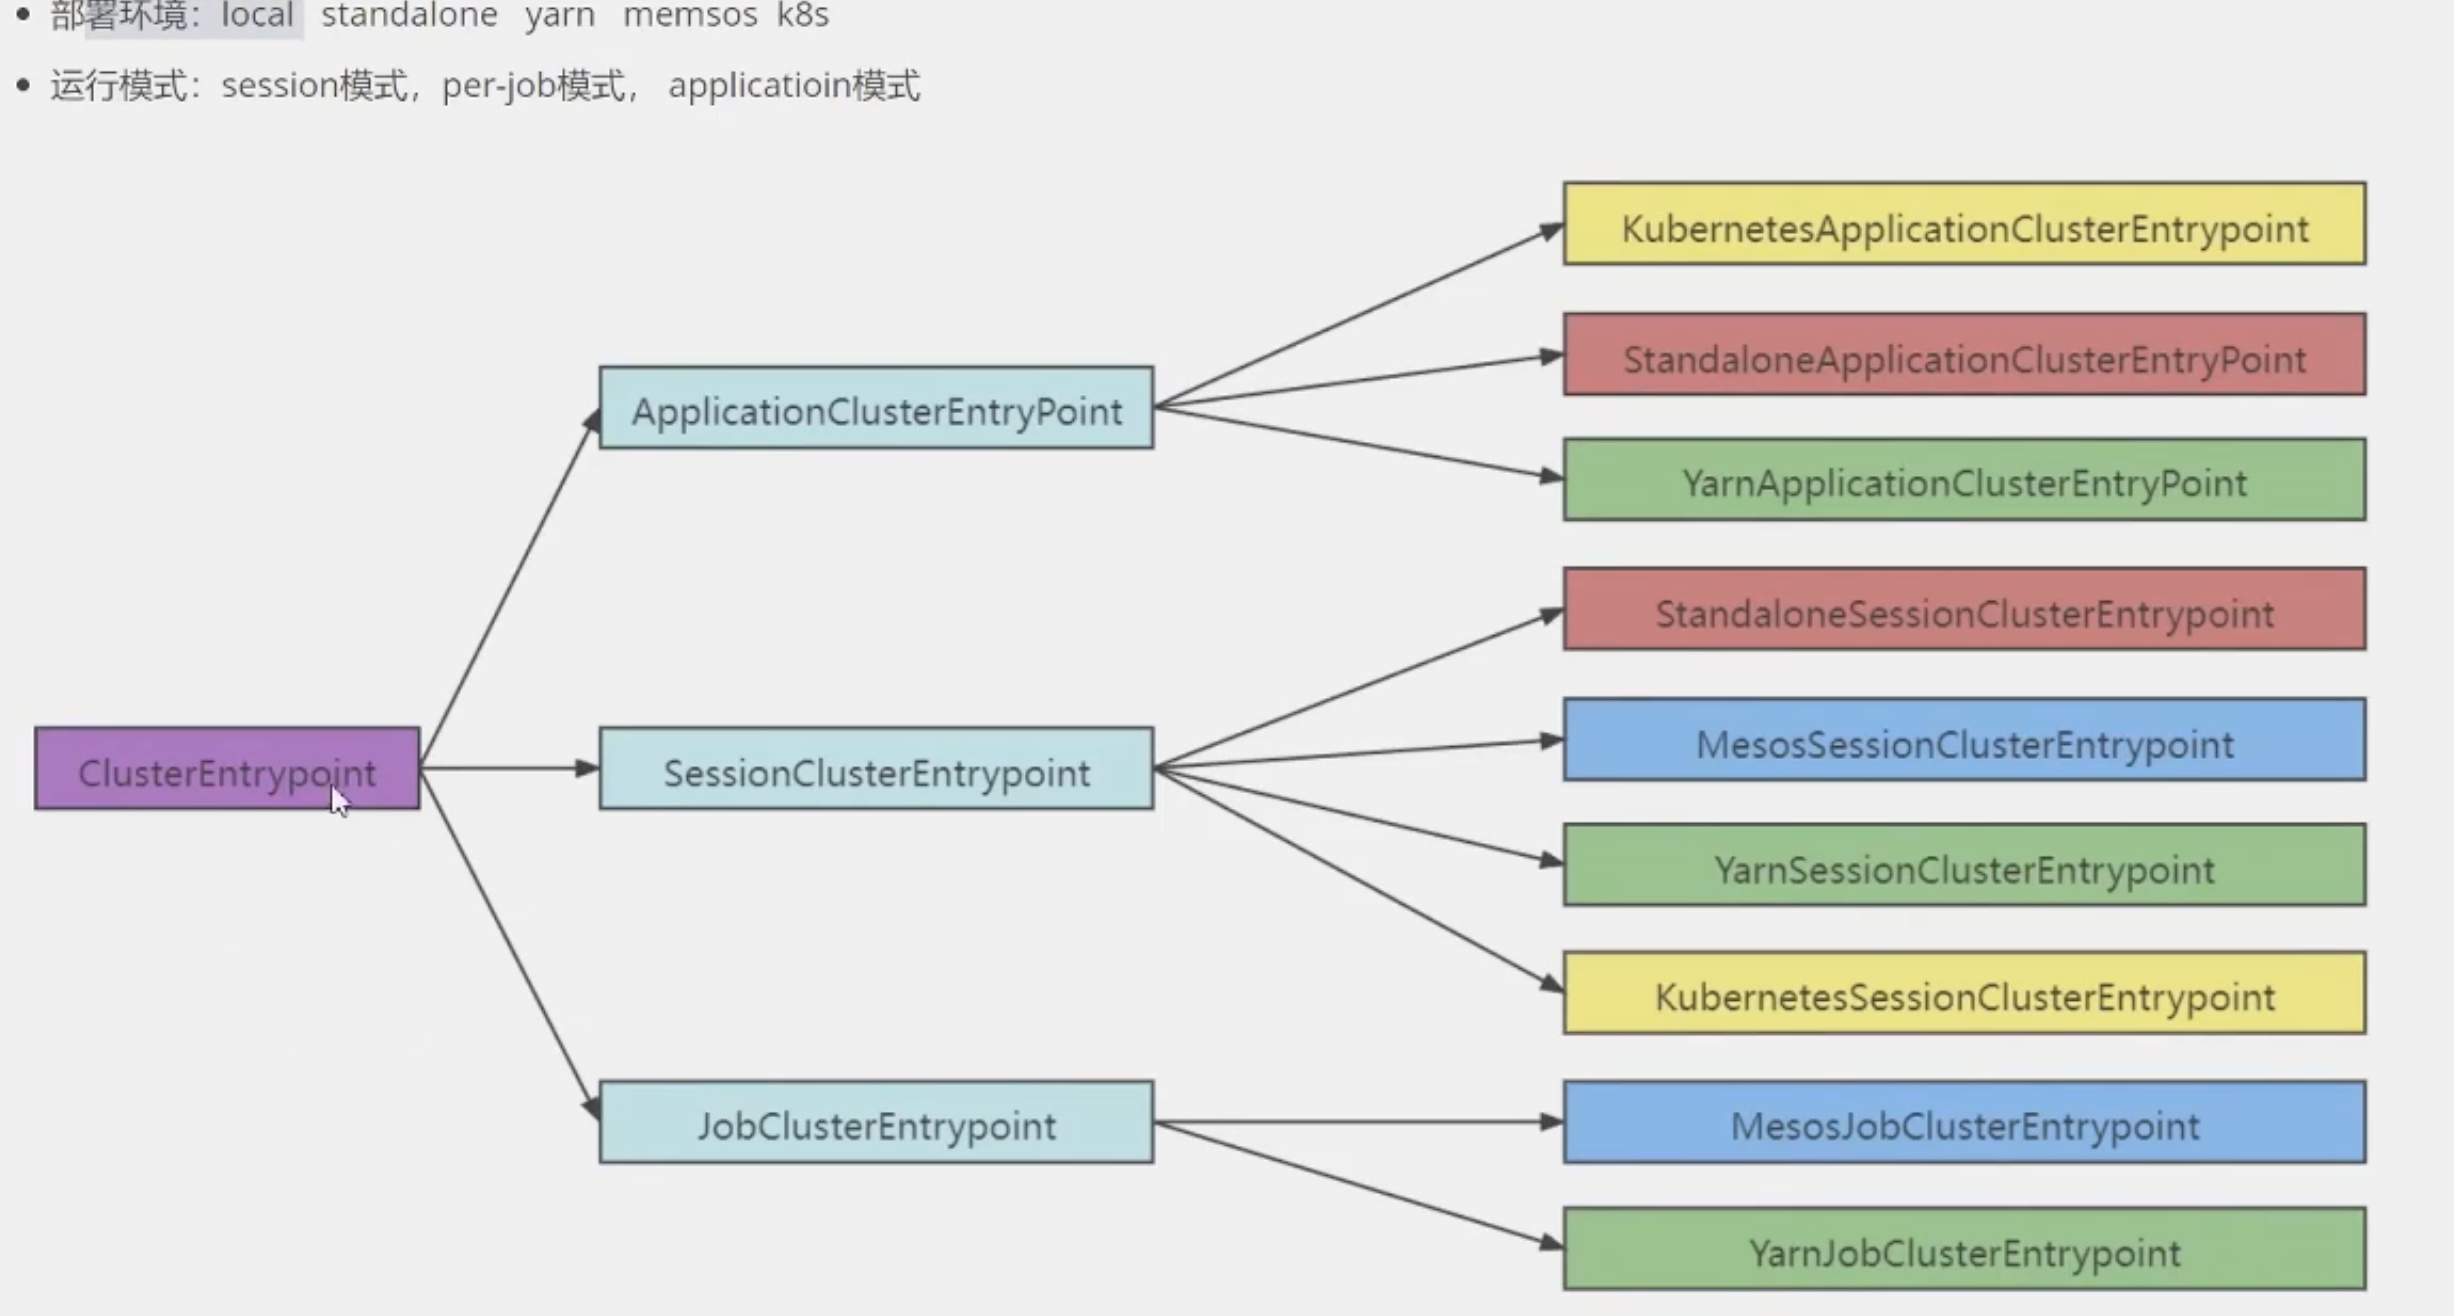 部署环境：local standalone yarn memsos k8s
运行模式：session模式，per-job模式， applicatioin模式
KubernetesApplicationClusterEntrypoint
StandaloneApplicationClusterEntryPoint
ApplicationClusterEntryPoint
YarnApplicationClusterEntryPoint
StandaloneSessionClusterEntrypoint
MesosSessionClusterEntrypoint
ClusterEntrypoint
SessionClusterEntrypoint
YarnSessionClusterEntrypoint
KubernetesSessionClusterEntrypoint
JobClusterEntrypoint
MesosJobClusterEntrypoint
YarnJobClusterEntrypoint